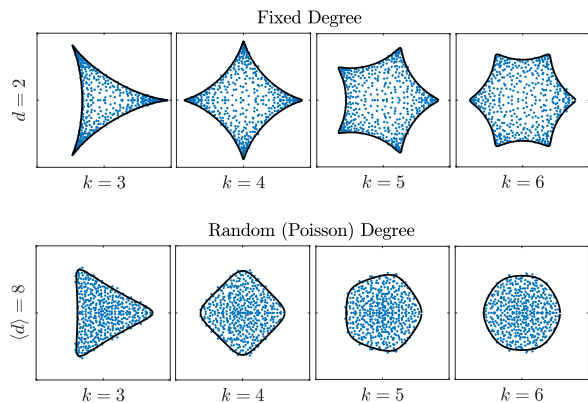 Fixed Degree
d = 2
k = 3 k = 4 k = 5 k = 6
Random (Poisson) Degree
⟨d⟩ = 8
k = 3 k = 4 k = 5 k = 6